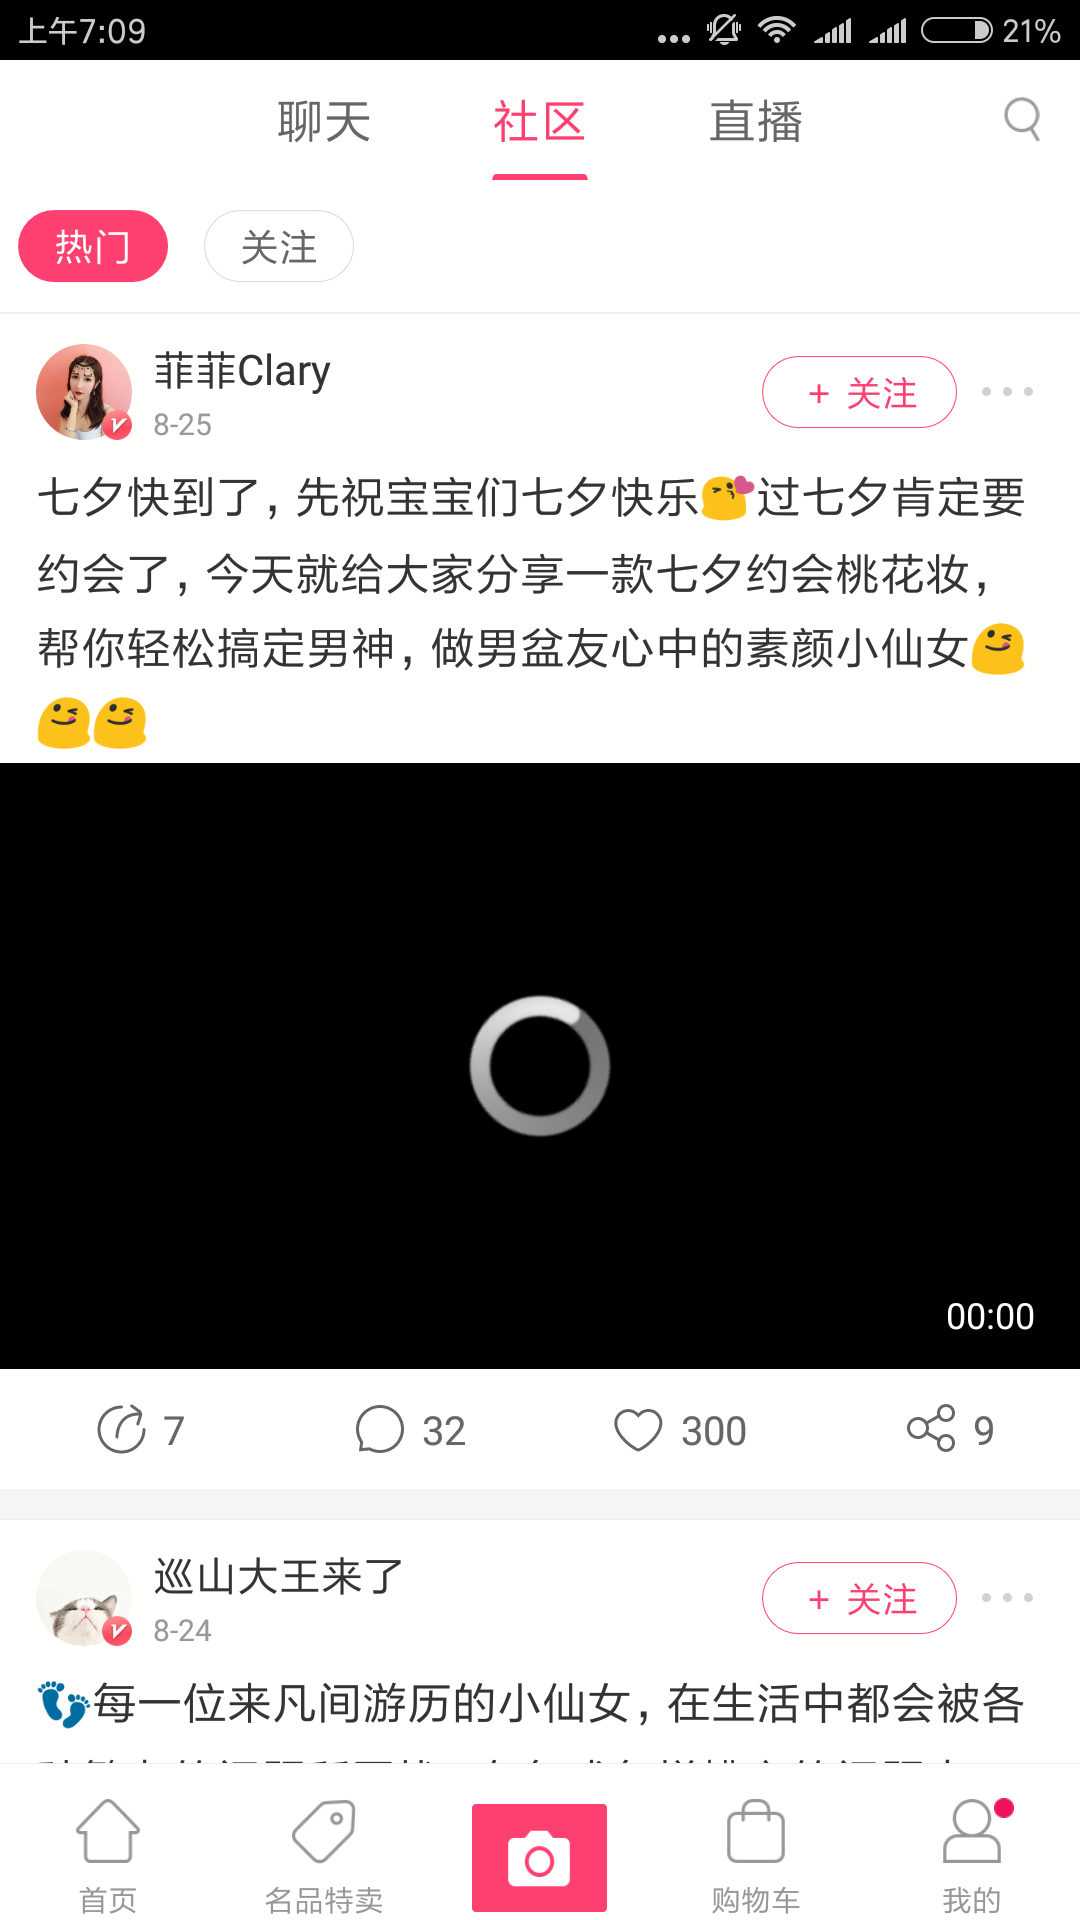 上午7:09
21%
聊天
社区
直播
热门
关注
菲菲Clary
8-25
+ 关注
七夕快到了, 先祝宝宝们七夕快乐😘过七夕肯定要
约会了, 今天就给大家分享一款七夕约会桃花妆,
帮你轻松搞定男神, 做男盆友心中的素颜小仙女😜
😜😜
00:00
7
32
300
9
巡山大王来了
8-24
+ 关注
👣每一位来凡间游历的小仙女, 在生活中都会被各
首页
名品特卖
购物车
我的